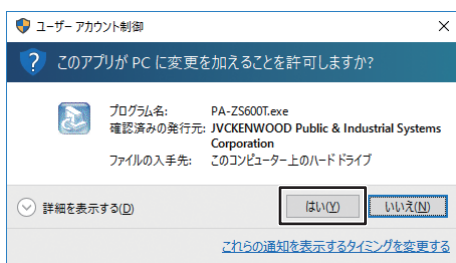 ユーザー アカウント制御
このアプリが PC に変更を加えることを許可しますか?
プログラム名: PA-ZS600T.exe
確認済みの発行元: JVCKENWOOD Public & Industrial Systems
Corporation
ファイルの入手先: このコンピューター上のハード ドライブ
詳細を表示する(D)
はい(Y)
いいえ(N)
これらの通知を表示するタイミングを変更する